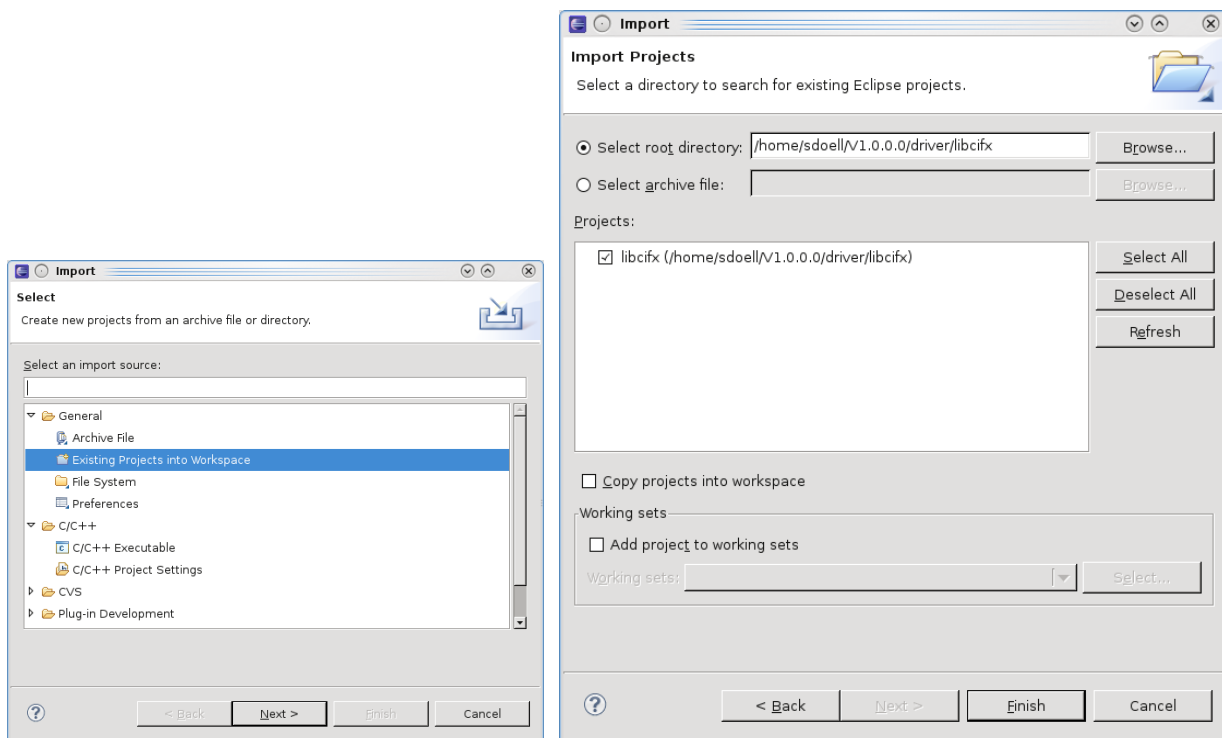 Import
Select
Create new projects from an archive file or directory.
Select an import source:
General
Archive File
Existing Projects into Workspace
File System
Preferences
C/C++
C/C++ Executable
C/C++ Project Settings
CVS
Plug-in Development
< Back
Next >
Finish
Cancel
Import
Import Projects
Select a directory to search for existing Eclipse projects.
Select root directory: /home/sdoell/V1.0.0.0/driver/libcifx Browse...
Select archive file: Browse...
Projects:
libcifx (/home/sdoell/V1.0.0.0/driver/libcifx)
Select All
Deselect All
Refresh
Copy projects into workspace
Working sets
Add project to working sets
Working sets: Select...
< Back
Next >
Finish
Cancel